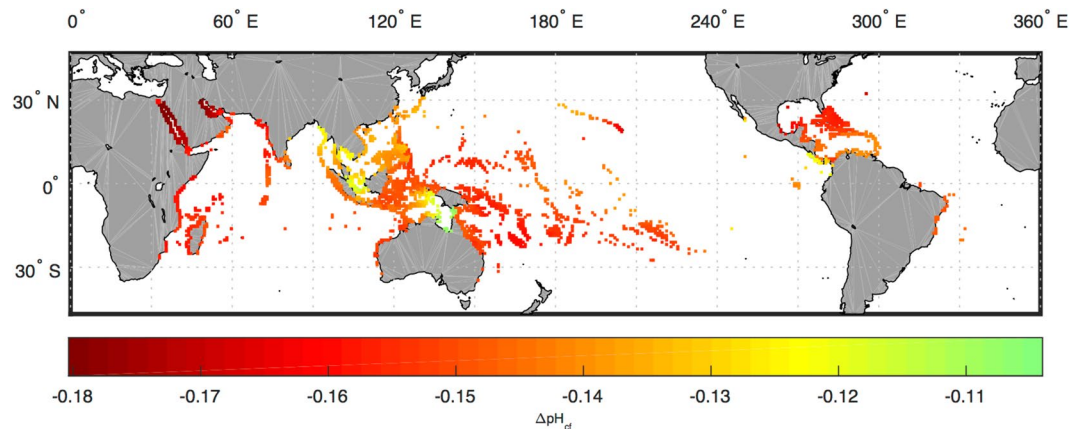 0° 60° E 120° E 180° E 240° E 300° E 360° E
30° N
0°
30° S
-0.18 -0.17 -0.16 -0.15 -0.14 -0.13 -0.12 -0.11
ΔpH_cf